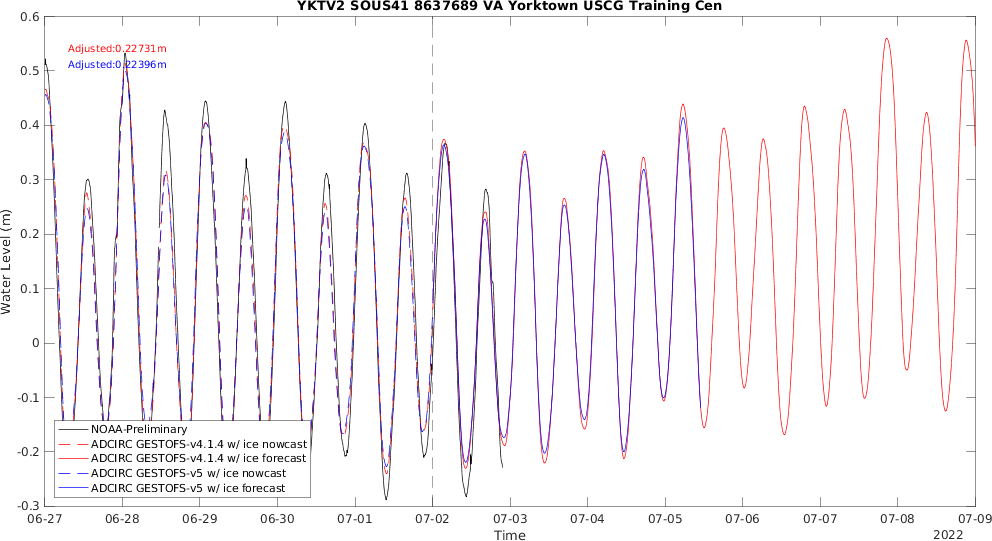 YKTV2 SOUS41 8637689 VA Yorktown USCG Training Cen
Adjusted:0.22731m
Adjusted:0.22396m
0.6
0.5
0.4
0.3
0.2
0.1
0
-0.1
-0.2
-0.3
Water Level (m)
NOAA-Preliminary
ADCIRC GESTOFS-v4.1.4 w/ ice nowcast
ADCIRC GESTOFS-v4.1.4 w/ ice forecast
ADCIRC GESTOFS-v5 w/ ice nowcast
ADCIRC GESTOFS-v5 w/ ice forecast
06-27 06-28 06-29 06-30 07-01 07-02 07-03 07-04 07-05 07-06 07-07 07-08 07-09
Time
2022